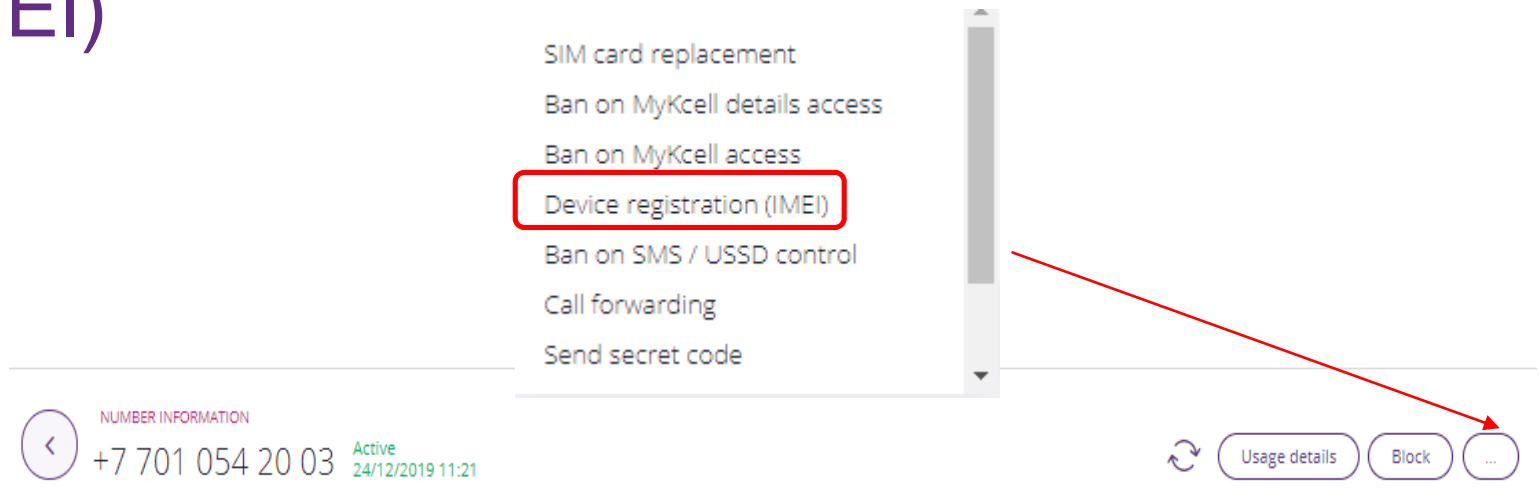 EI)
SIM card replacement
Ban on MyKcell details access
Ban on MyKcell access
Device registration (IMEI)
Ban on SMS / USSD control
Call forwarding
Send secret code
NUMBER INFORMATION
+7 701 054 20 03 Active
24/12/2019 11:21
Usage details Block ...